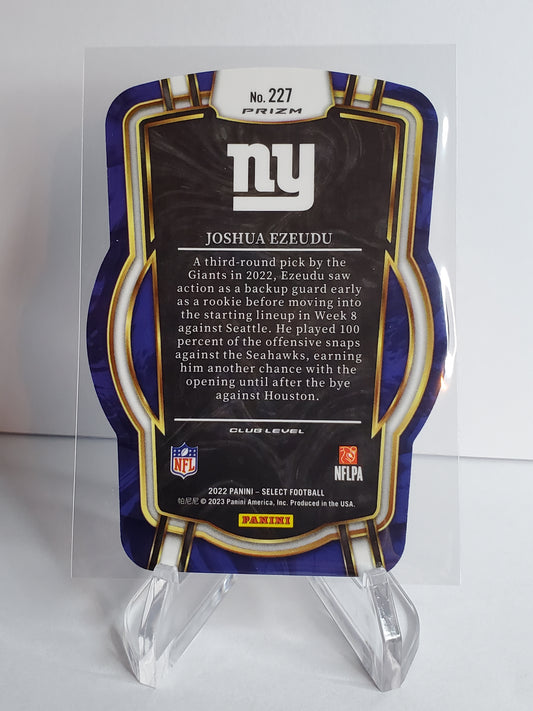 No. 227
PRIZM
ny
JOSHUA EZEUDU
A third-round pick by the
Giants in 2022, Ezeudu saw
action as a backup guard early
as a rookie before moving into
the starting lineup in Week 8
against Seattle. He played 100
percent of the offensive snaps
against the Seahawks, earning
him another chance with the
opening until after the bye
against Houston.
CLUB LEVEL
NFL
NFLPA
2022 PANINI - SELECT FOOTBALL
帕尼尼 © 2023 Panini America, Inc. Produced in the USA.
PANINI